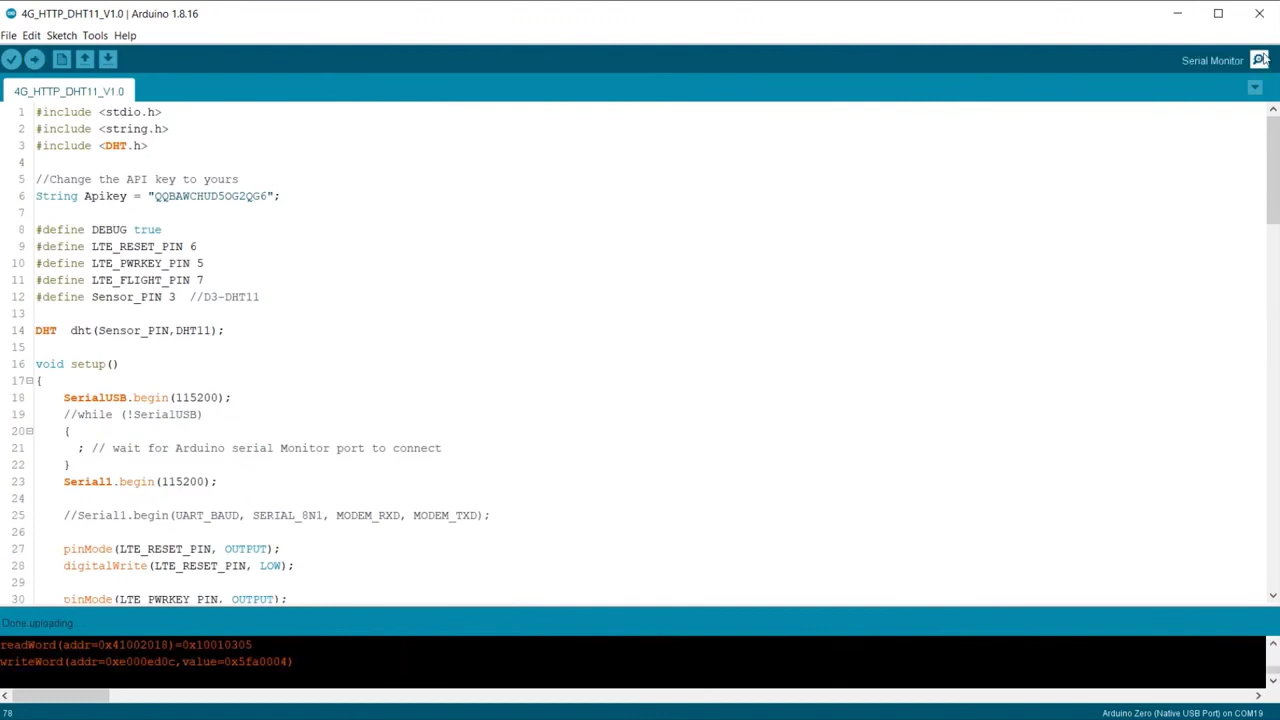 4G_HTTP_DHT11_V1.0 | Arduino 1.8.16
File Edit Sketch Tools Help
Serial Monitor
4G_HTTP_DHT11_V1.0
1 #include <stdio.h>
2 #include <string.h>
3 #include <DHT.h>
4
5 //Change the API key to yours
6 String Apikey = "QQBAWCHUD5OG2QG6";
7
8 #define DEBUG true
9 #define LTE_RESET_PIN 6
10 #define LTE_PWRKEY_PIN 5
11 #define LTE_FLIGHT_PIN 7
12 #define Sensor_PIN 3  //D3-DHT11
13
14 DHT  dht(Sensor_PIN,DHT11);
15
16 void setup()
17 {
18     SerialUSB.begin(115200);
19     //while (!SerialUSB)
20     {
21       ; // wait for Arduino serial Monitor port to connect
22     }
23     Serial1.begin(115200);
24
25     //Serial1.begin(UART_BAUD, SERIAL_8N1, MODEM_RXD, MODEM_TXD);
26
27     pinMode(LTE_RESET_PIN, OUTPUT);
28     digitalWrite(LTE_RESET_PIN, LOW);
29
30     pinMode(LTE_PWRKEY_PIN, OUTPUT);
Done uploading.
readWord(addr=0x41002018)=0x10010305
writeWord(addr=0xe000ed0c,value=0x5fa0004)
78
Arduino Zero (Native USB Port) on COM19